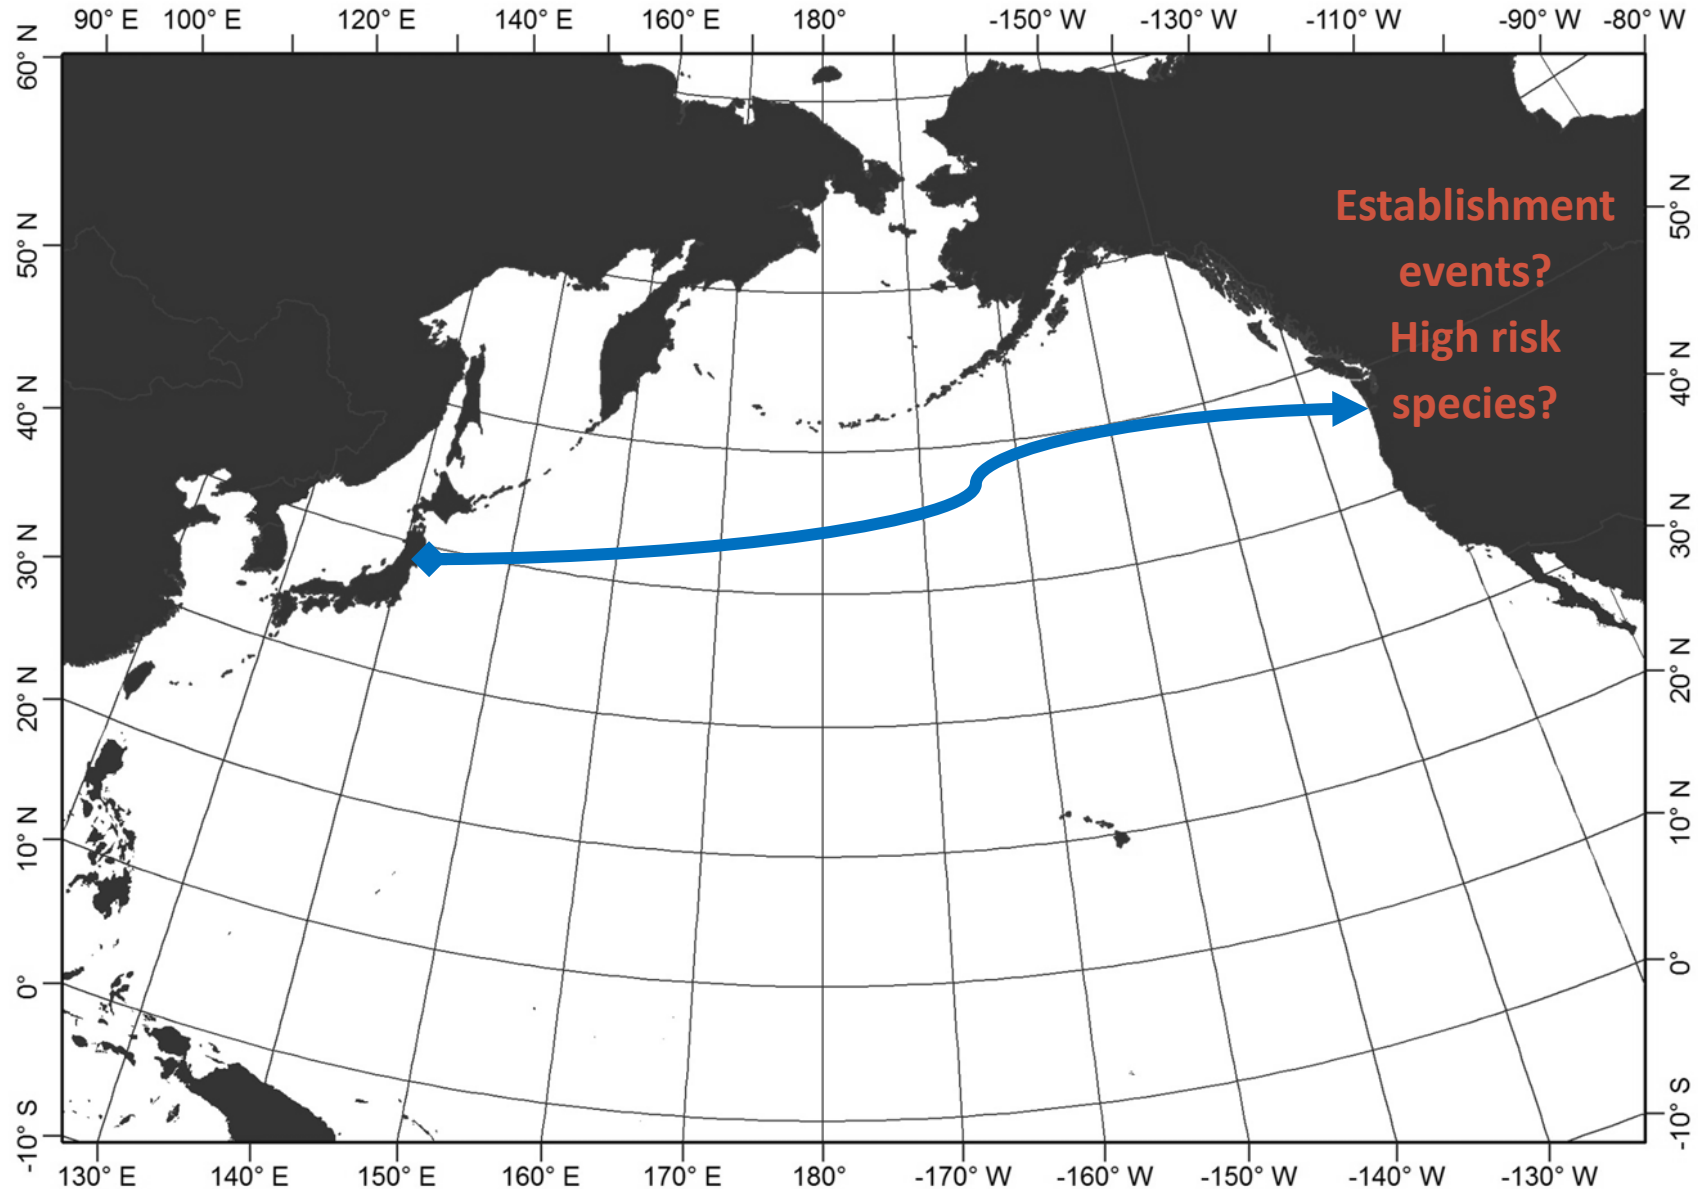 90° E 100° E 120° E 140° E 160° E 180° -150° W -130° W -110° W -90° W -80° W
60° N
50° N
40° N
30° N
20° N
10° N
0°
-10° S
Establishment
events?
High risk
species?
50° N
40° N
30° N
20° N
10° N
0°
-10° S
130° E 140° E 150° E 160° E 170° E 180° -170° W -160° W -150° W -140° W -130° W